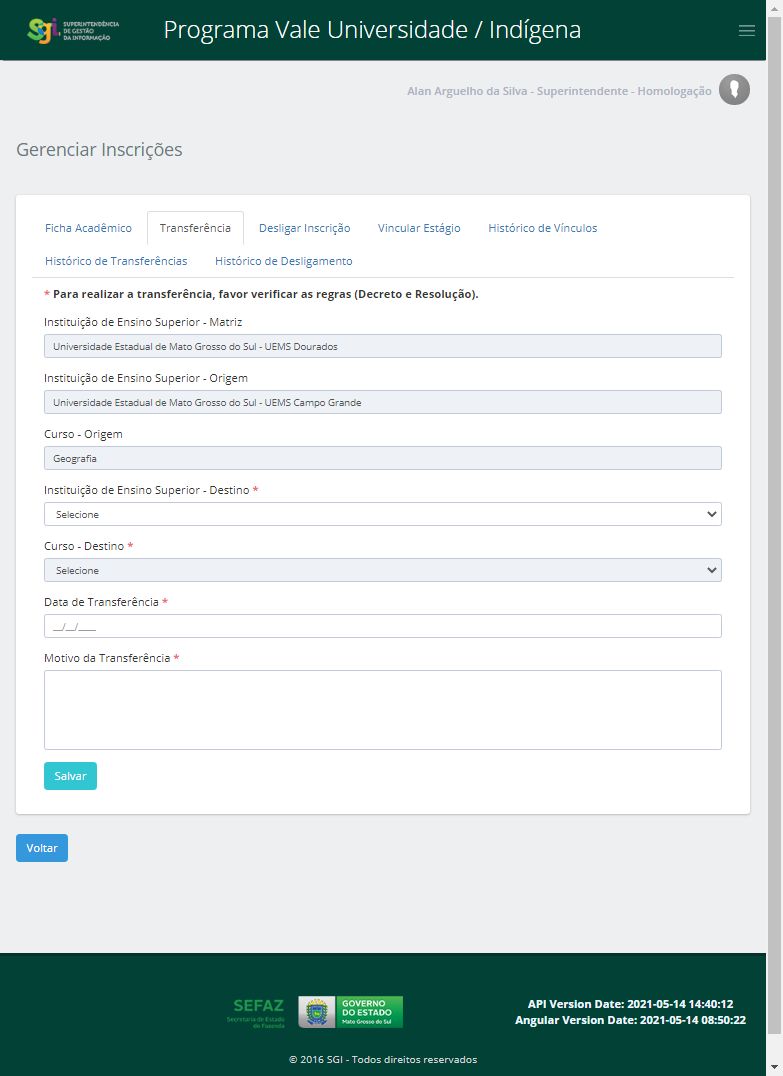 sgi. SUPERINTENDÊNCIA
DE GESTÃO
DA INFORMAÇÃO
Programa Vale Universidade / Indígena
Alan Arguelho da Silva - Superintendente - Homologação
Gerenciar Inscrições
Ficha Acadêmico Transferência Desligar Inscrição Vincular Estágio Histórico de Vínculos
Histórico de Transferências Histórico de Desligamento
* Para realizar a transferência, favor verificar as regras (Decreto e Resolução).
Instituição de Ensino Superior - Matriz
Universidade Estadual de Mato Grosso do Sul - UEMS Dourados
Instituição de Ensino Superior - Origem
Universidade Estadual de Mato Grosso do Sul - UEMS Campo Grande
Curso - Origem
Geografia
Instituição de Ensino Superior - Destino *
Selecione
Curso - Destino *
Selecione
Data de Transferência *
__/__/____
Motivo da Transferência *
Salvar
Voltar
SEFAZ
Secretaria de Estado
de Fazenda
GOVERNO
DO ESTADO
Mato Grosso do Sul
API Version Date: 2021-05-14 14:40:12
Angular Version Date: 2021-05-14 08:50:22
© 2016 SGI - Todos direitos reservados